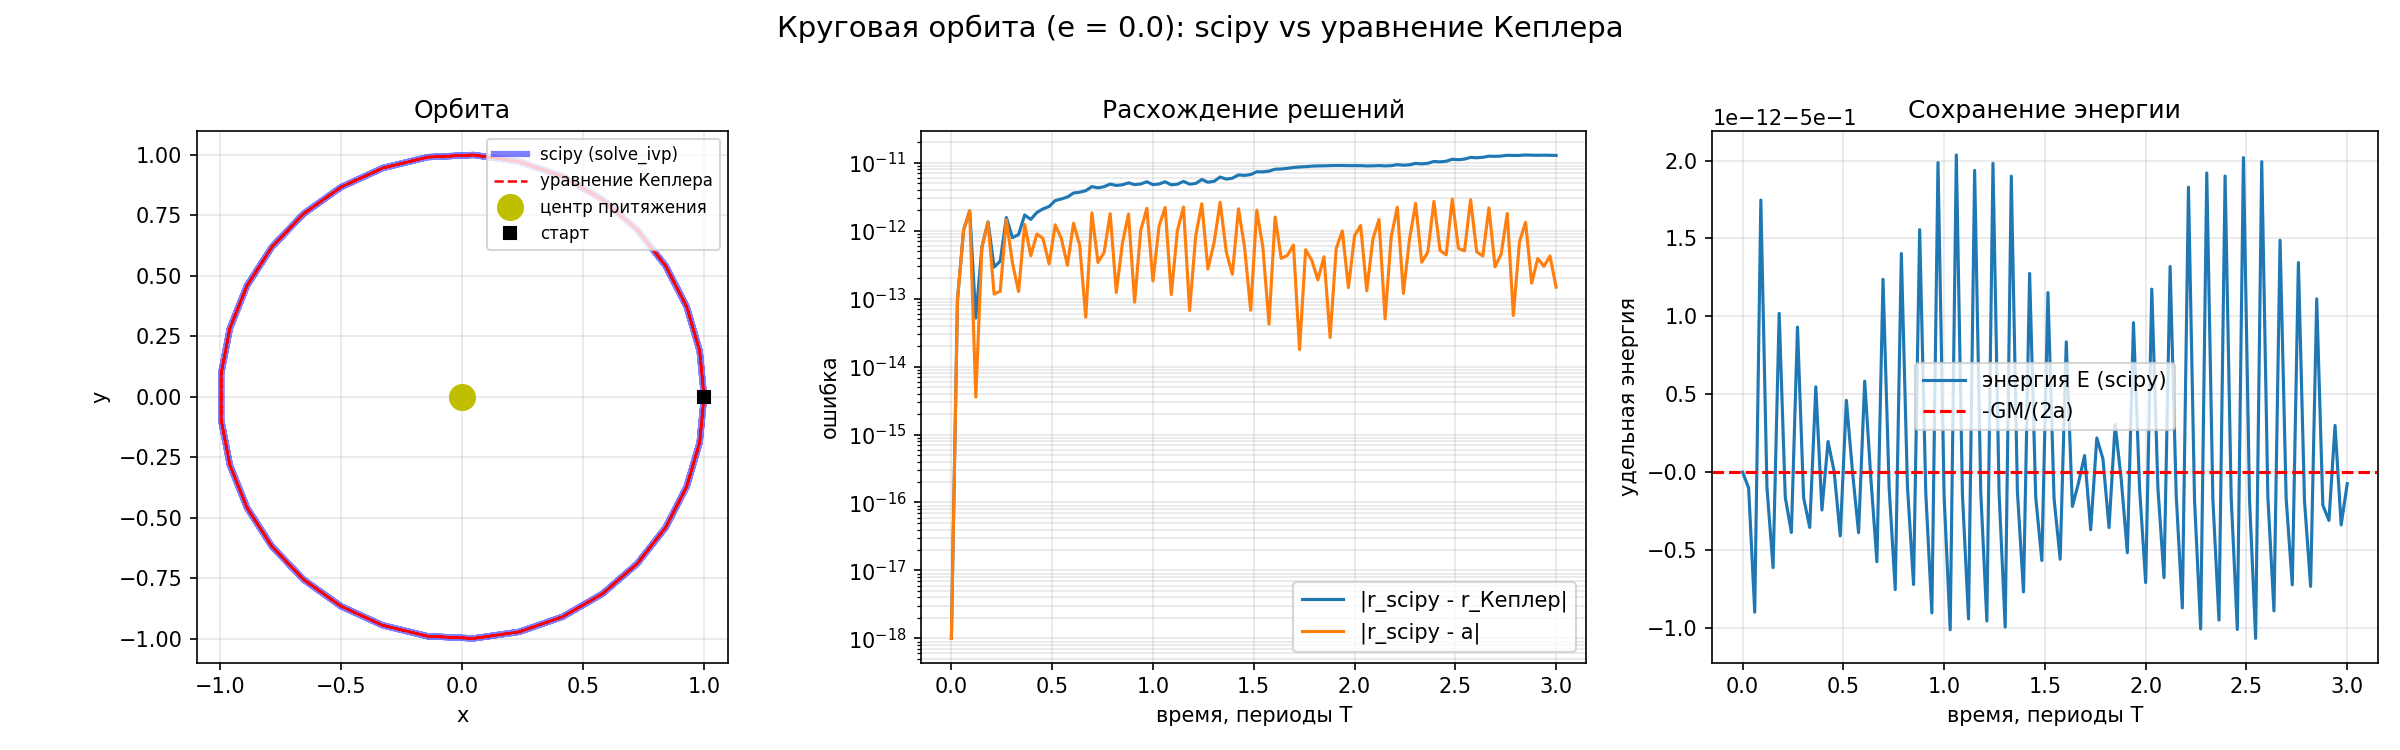 Круговая орбита (e = 0.0): scipy vs уравнение Кеплера
Орбита
1.00
0.75
0.50
0.25
0.00
−0.25
−0.50
−0.75
−1.00
−1.0
−0.5
0.0
0.5
1.0
x
y
scipy (solve_ivp)
уравнение Кеплера
центр притяжения
старт
Расхождение решений
10⁻¹¹
10⁻¹²
10⁻¹³
10⁻¹⁴
10⁻¹⁵
10⁻¹⁶
10⁻¹⁷
10⁻¹⁸
0.0
0.5
1.0
1.5
2.0
2.5
3.0
время, периоды T
ошибка
|r_scipy - r_Кеплер|
|r_scipy - a|
Сохранение энергии
1e−12−5e−1
2.0
1.5
1.0
0.5
−0.0
−0.5
−1.0
0.0
0.5
1.0
1.5
2.0
2.5
3.0
время, периоды T
удельная энергия
энергия E (scipy)
-GM/(2a)